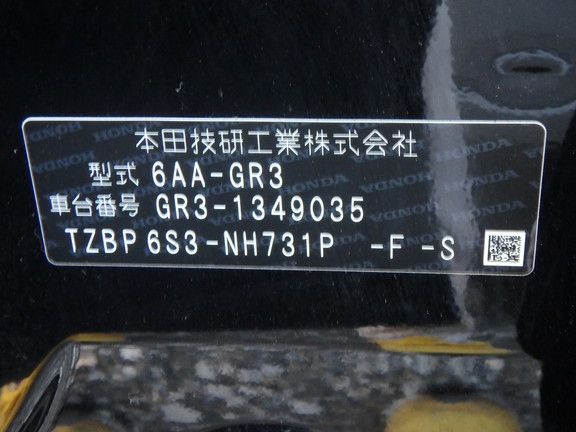 本田技研工業株式会社
型式 6AA-GR3
車台番号 GR3-1349035
TZBP 6S3-NH731P -F -S